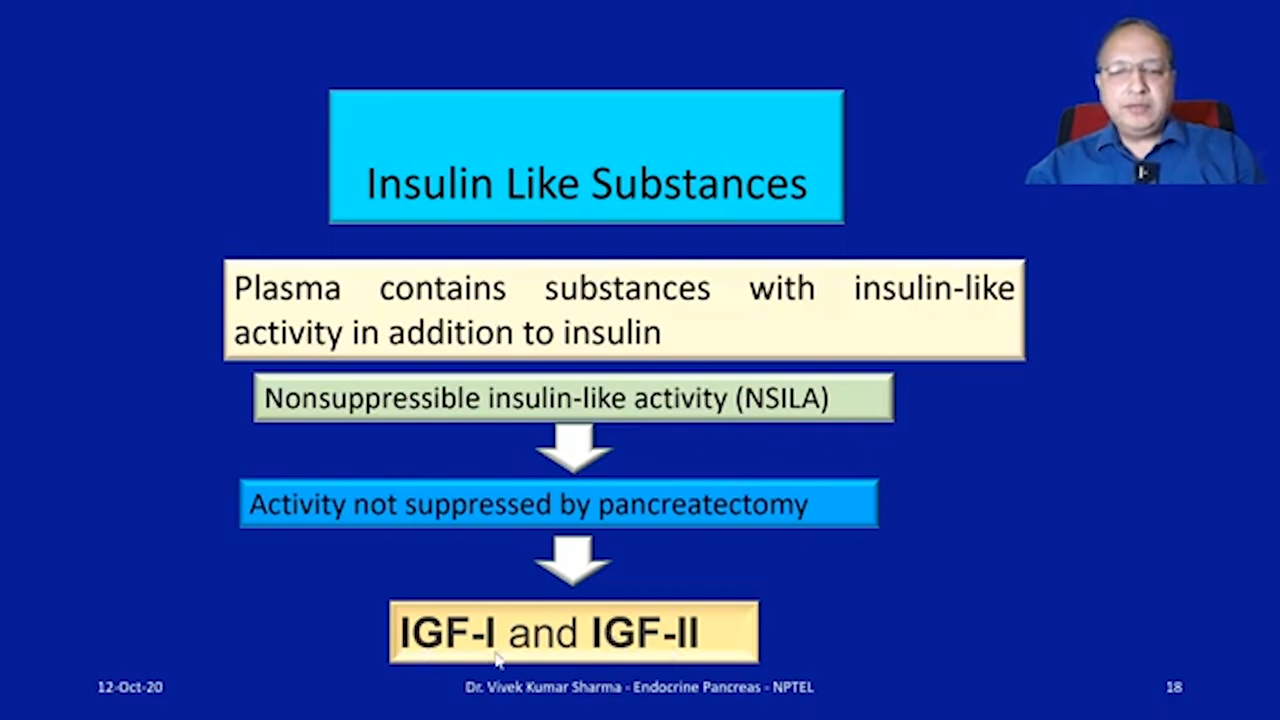 Insulin Like Substances
Plasma contains substances with insulin-like
activity in addition to insulin
Nonsuppressible insulin-like activity (NSILA)
Activity not suppressed by pancreatectomy
IGF-I and IGF-II
12-Oct-20
Dr. Vivek Kumar Sharma - Endocrine Pancreas - NPTEL
18